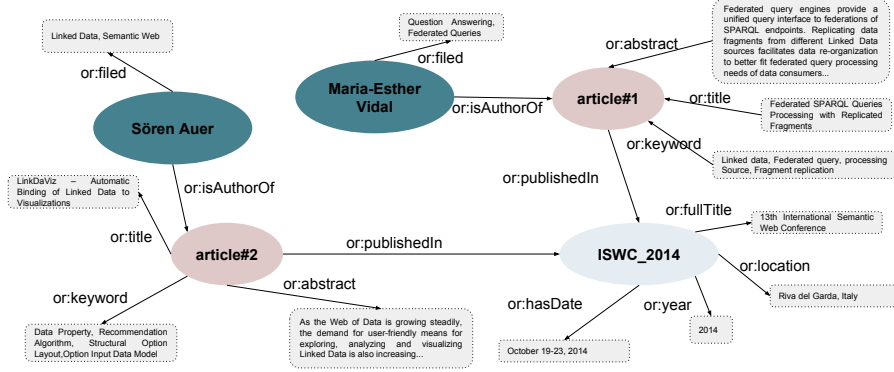 Linked Data, Semantic Web
or:filed
Sören Auer
or:isAuthorOf
Question Answering,
Federated Queries
or:filed
Maria-Esther
Vidal
or:isAuthorOf
Federated query engines provide a
unified query interface to federations of
SPARQL endpoints. Replicating data
fragments from different Linked Data
sources facilitates data re-organization
to better fit federated query processing
needs of data consumers...
or:abstract
article#1
or:title
Federated SPARQL Queries
Processing with Replicated
Fragments
or:keyword
Linked data, Federated query, processing
Source, Fragment replication
or:publishedIn
LinkDaViz – Automatic
Binding of Linked Data to
Visualizations
or:title
article#2
or:publishedIn
or:keyword
Data Property, Recommendation
Algorithm, Structural Option
Layout,Option Input Data Model
or:abstract
As the Web of Data is growing steadily,
the demand for user-friendly means for
exploring, analyzing and visualizing
Linked Data is also increasing...
ISWC_2014
or:fullTitle
13th International Semantic
Web Conference
or:location
Riva del Garda, Italy
or:hasDate
October 19-23, 2014
or:year
2014